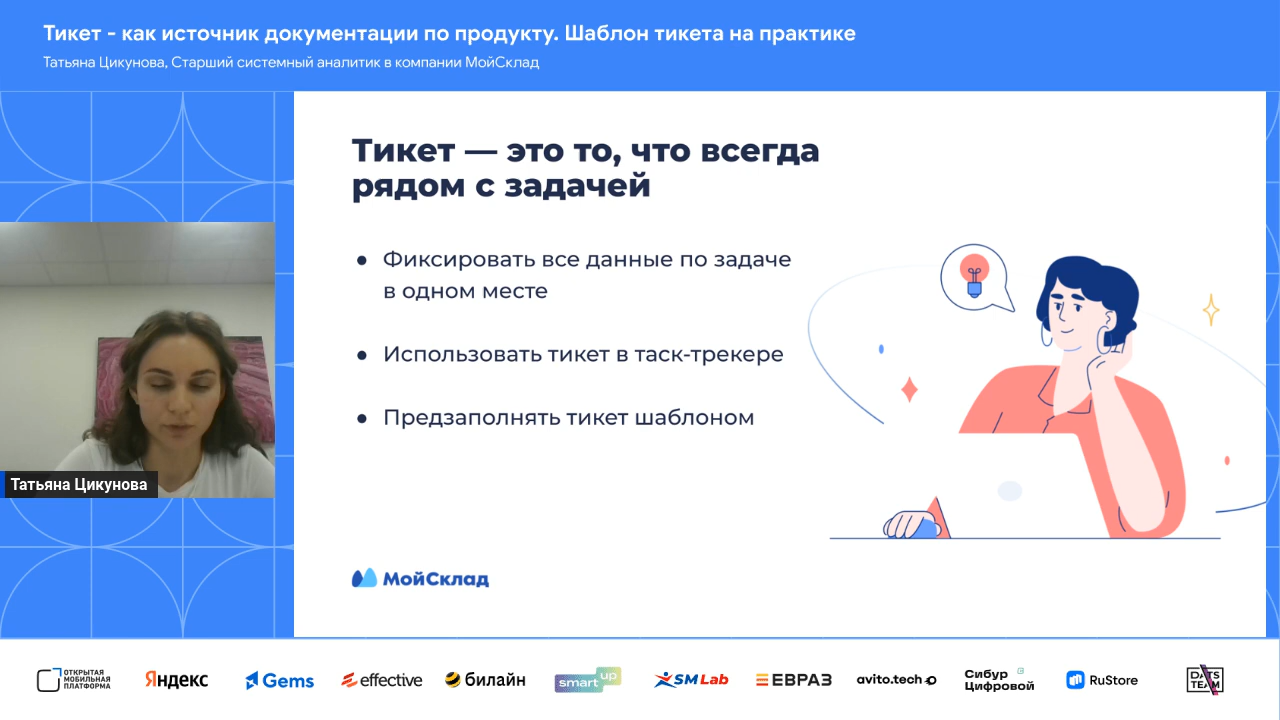 Тикет - как источник документации по продукту. Шаблон тикета на практике
Татьяна Цикунова, Старший системный аналитик в компании МойСклад
Тикет — это то, что всегда
рядом с задачей
● Фиксировать все данные по задаче
в одном месте
● Использовать тикет в таск-трекере
● Предзаполнять тикет шаблоном
Татьяна Цикунова
МойСклад
ОТКРЫТАЯ
МОБИЛЬНАЯ
ПЛАТФОРМА
Яндекс
Gems
effective
билайн
smart up
SM Lab
ЕВРАЗ
avito.tech
Сибур
Цифровой
RuStore
DATS
TEAM